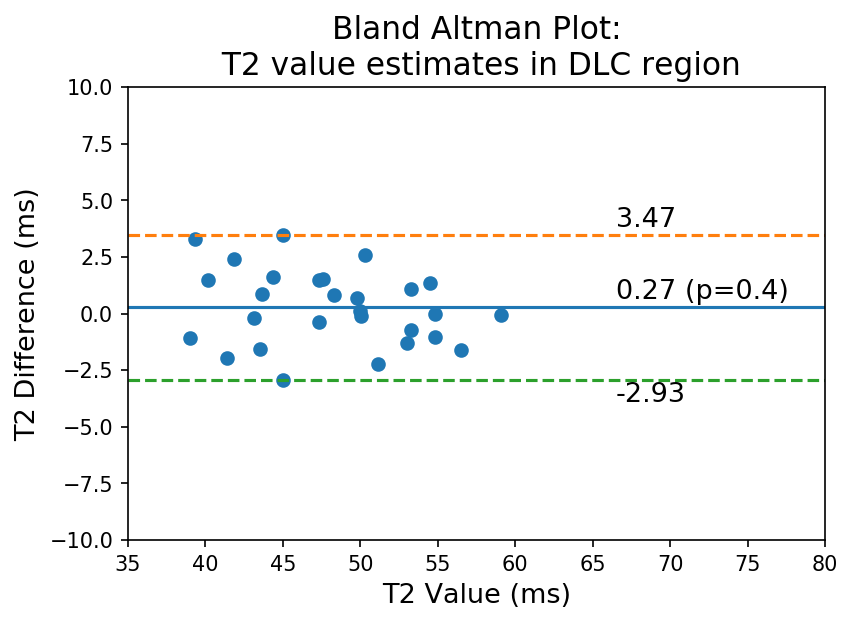 Bland Altman Plot:
T2 value estimates in DLC region
T2 Difference (ms)
10.0
7.5
5.0
2.5
0.0
−2.5
−5.0
−7.5
−10.0
3.47
0.27 (p=0.4)
-2.93
35 40 45 50 55 60 65 70 75 80
T2 Value (ms)